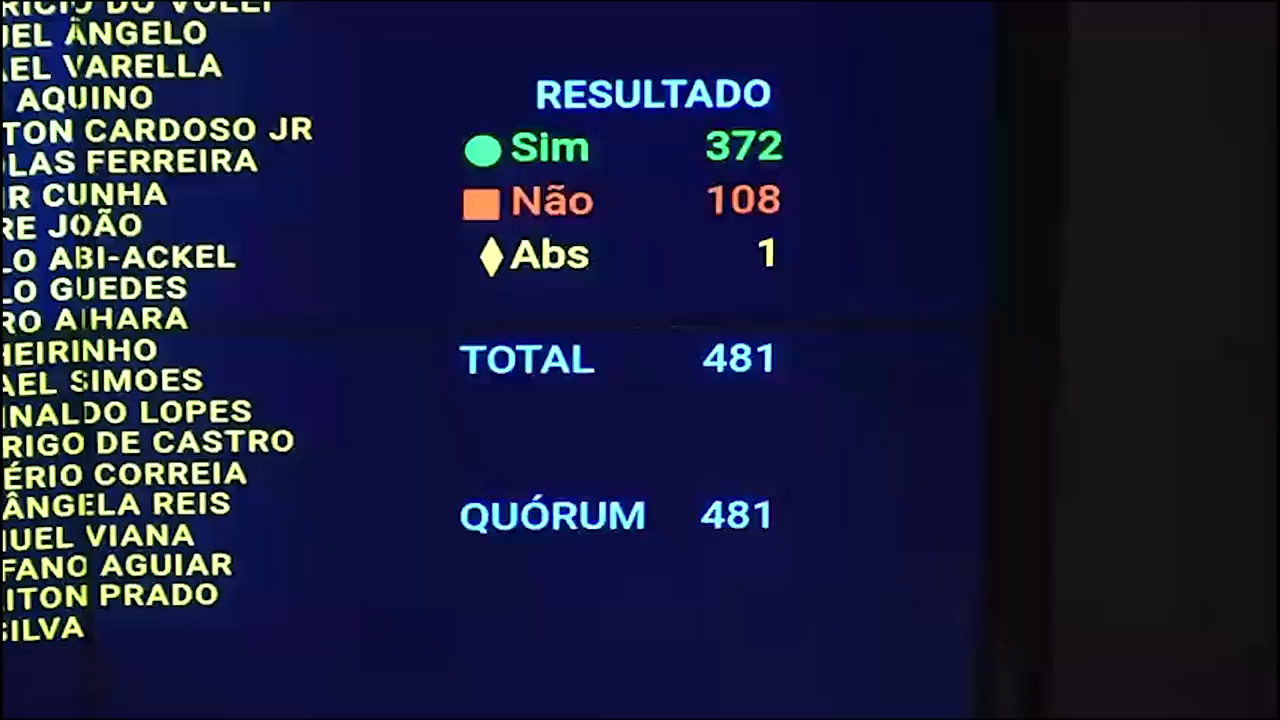 UEL ÂNGELO
AEL VARELLA
AQUINO
TON CARDOSO JR
LAS FERREIRA
IR CUNHA
RE JOÃO
LO ABI-ACKEL
LO GUEDES
RO AIHARA
HEIRINHO
AEL SIMOES
INALDO LOPES
RIGO DE CASTRO
ÉRIO CORREIA
ÂNGELA REIS
UEL VIANA
FANO AGUIAR
ITON PRADO
SILVA
RESULTADO
Sim 372
Não 108
Abs 1
TOTAL 481
QUÓRUM 481